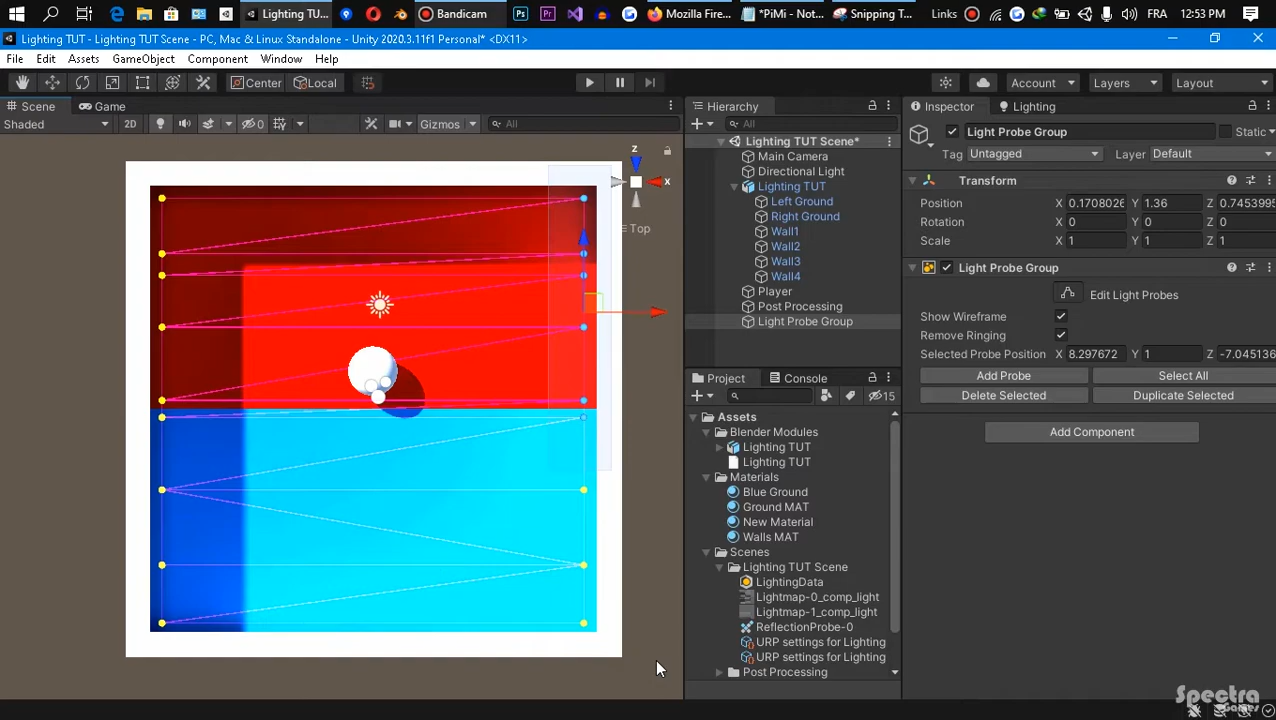 Lighting TU...
Bandicam
Mozilla Fire...
*PiMi - Not...
Snipping T...
Links
FRA
12:53 PM
Lighting TUT - Lighting TUT Scene - PC, Mac & Linux Standalone - Unity 2020.3.11f1 Personal* <DX11>
File Edit Assets GameObject Component Window Help
Center Local Account Layers Layout
Scene Game
Hierarchy
Inspector Lighting
Shaded 2D 0 Gizmos All
All
Light Probe Group Static
Lighting TUT Scene*
Tag Untagged Layer Default
Main Camera
Directional Light
Lighting TUT
Left Ground
Right Ground
Wall1
Wall2
Wall3
Wall4
Player
Post Processing
Light Probe Group
z
x
Top
Transform
Position X 0.1708026 Y 1.36 Z 0.7453995
Rotation X 0 Y 0 Z 0
Scale X 1 Y 1 Z 1
Light Probe Group
Edit Light Probes
Show Wireframe
Remove Ringing
Selected Probe Position X 8.297672 Y 1 Z -7.045136
Add Probe Select All
Delete Selected Duplicate Selected
Add Component
Project Console
15
Assets
Blender Modules
Lighting TUT
Lighting TUT
Materials
Blue Ground
Ground MAT
New Material
Walls MAT
Scenes
Lighting TUT Scene
LightingData
Lightmap-0_comp_light
Lightmap-1_comp_light
ReflectionProbe-0
URP settings for Lighting
URP settings for Lighting
Post Processing
Spectra
Games